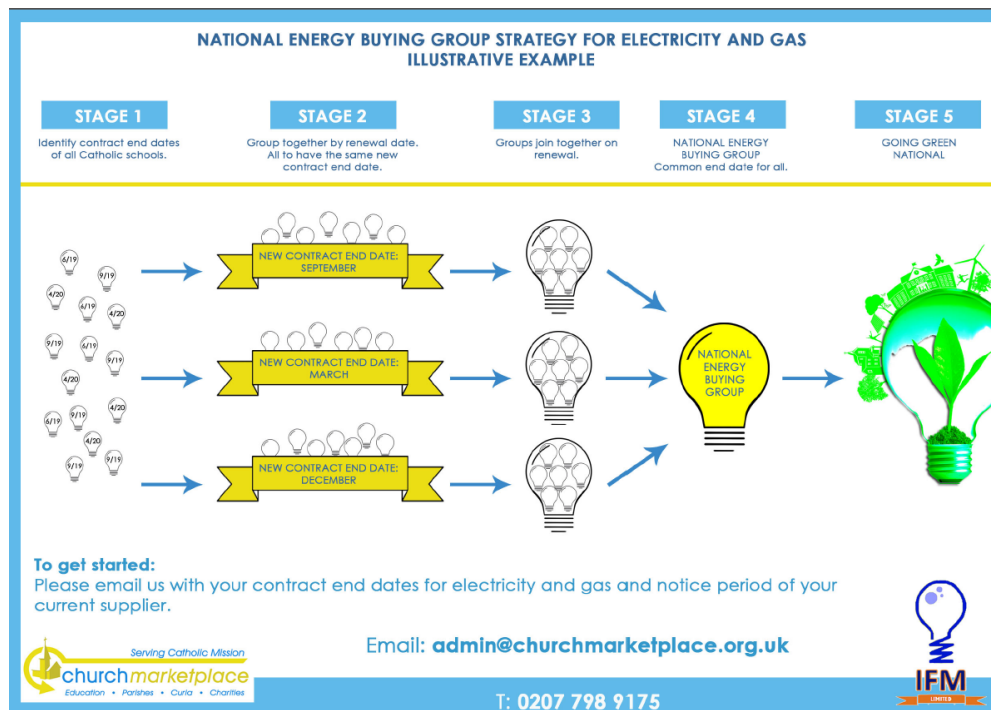 NATIONAL ENERGY BUYING GROUP STRATEGY FOR ELECTRICITY AND GAS
ILLUSTRATIVE EXAMPLE
STAGE 1
Identify contract end dates
of all Catholic schools.
STAGE 2
Group together by renewal date.
All to have the same new
contract end date.
STAGE 3
Groups join together on
renewal.
STAGE 4
NATIONAL ENERGY
BUYING GROUP
Common end date for all.
STAGE 5
GOING GREEN
NATIONAL
6/19
9/19
4/20
6/19
4/20
9/19
6/19
9/19
4/20
4/20
6/19
9/19
4/20
9/19
9/19
NEW CONTRACT END DATE:
SEPTEMBER
NEW CONTRACT END DATE:
MARCH
NEW CONTRACT END DATE:
DECEMBER
NATIONAL
ENERGY
BUYING
GROUP
To get started:
Please email us with your contract end dates for electricity and gas and notice period of your
current supplier.
Email: admin@churchmarketplace.org.uk
T: 0207 798 9175
Serving Catholic Mission
churchmarketplace
Education • Parishes • Curia • Charities
IFM
LIMITED